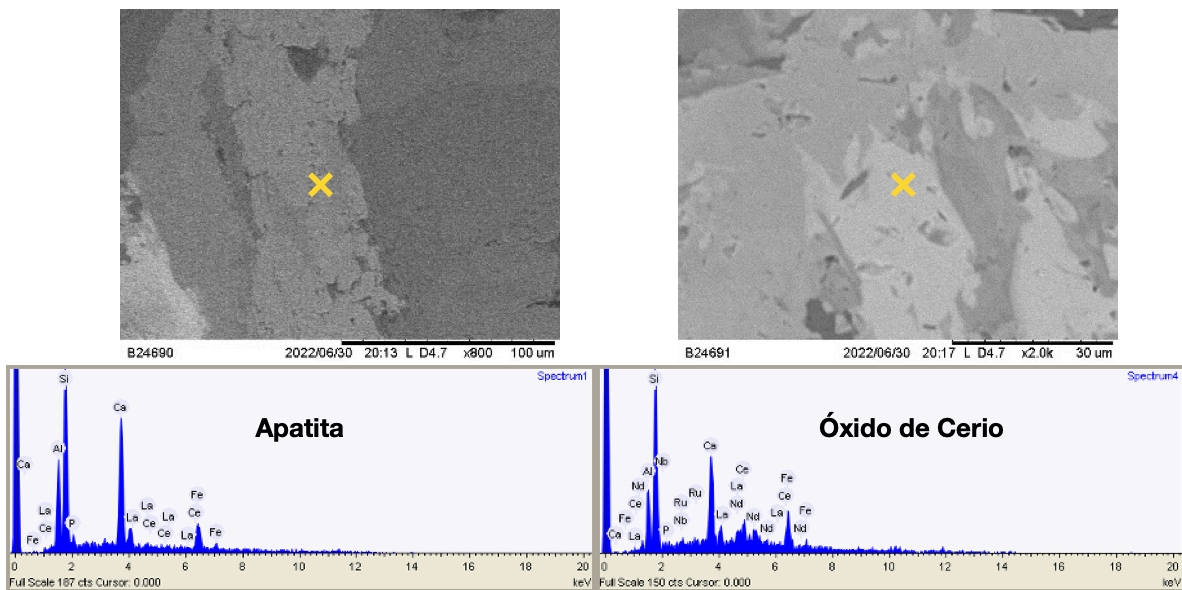 B24690 2022/06/30 20:13 L D4.7 x800 100 um
B24691 2022/06/30 20:17 L D4.7 x2.0k 30 um
Spectrum1
Apatita
Si
Ca
Al
Ca
La
Ce
P
Fe
La
La
Ce
La
Ce
La
Fe
Ce
Fe
0 2 4 6 8 10 12 14 16 18 20
Full Scale 187 cts Cursor: 0.000 keV
Spectrum4
Óxido de Cerio
Si
Nb
Al
Nd
Ce
Fe
Ca
La
P
Ru
Nb
Ru
Ca
La
Ce
La
Nd
Nd
Nd
Fe
Ce
La
Fe
Nd
0 2 4 6 8 10 12 14 16 18 20
Full Scale 150 cts Cursor: 0.000 keV